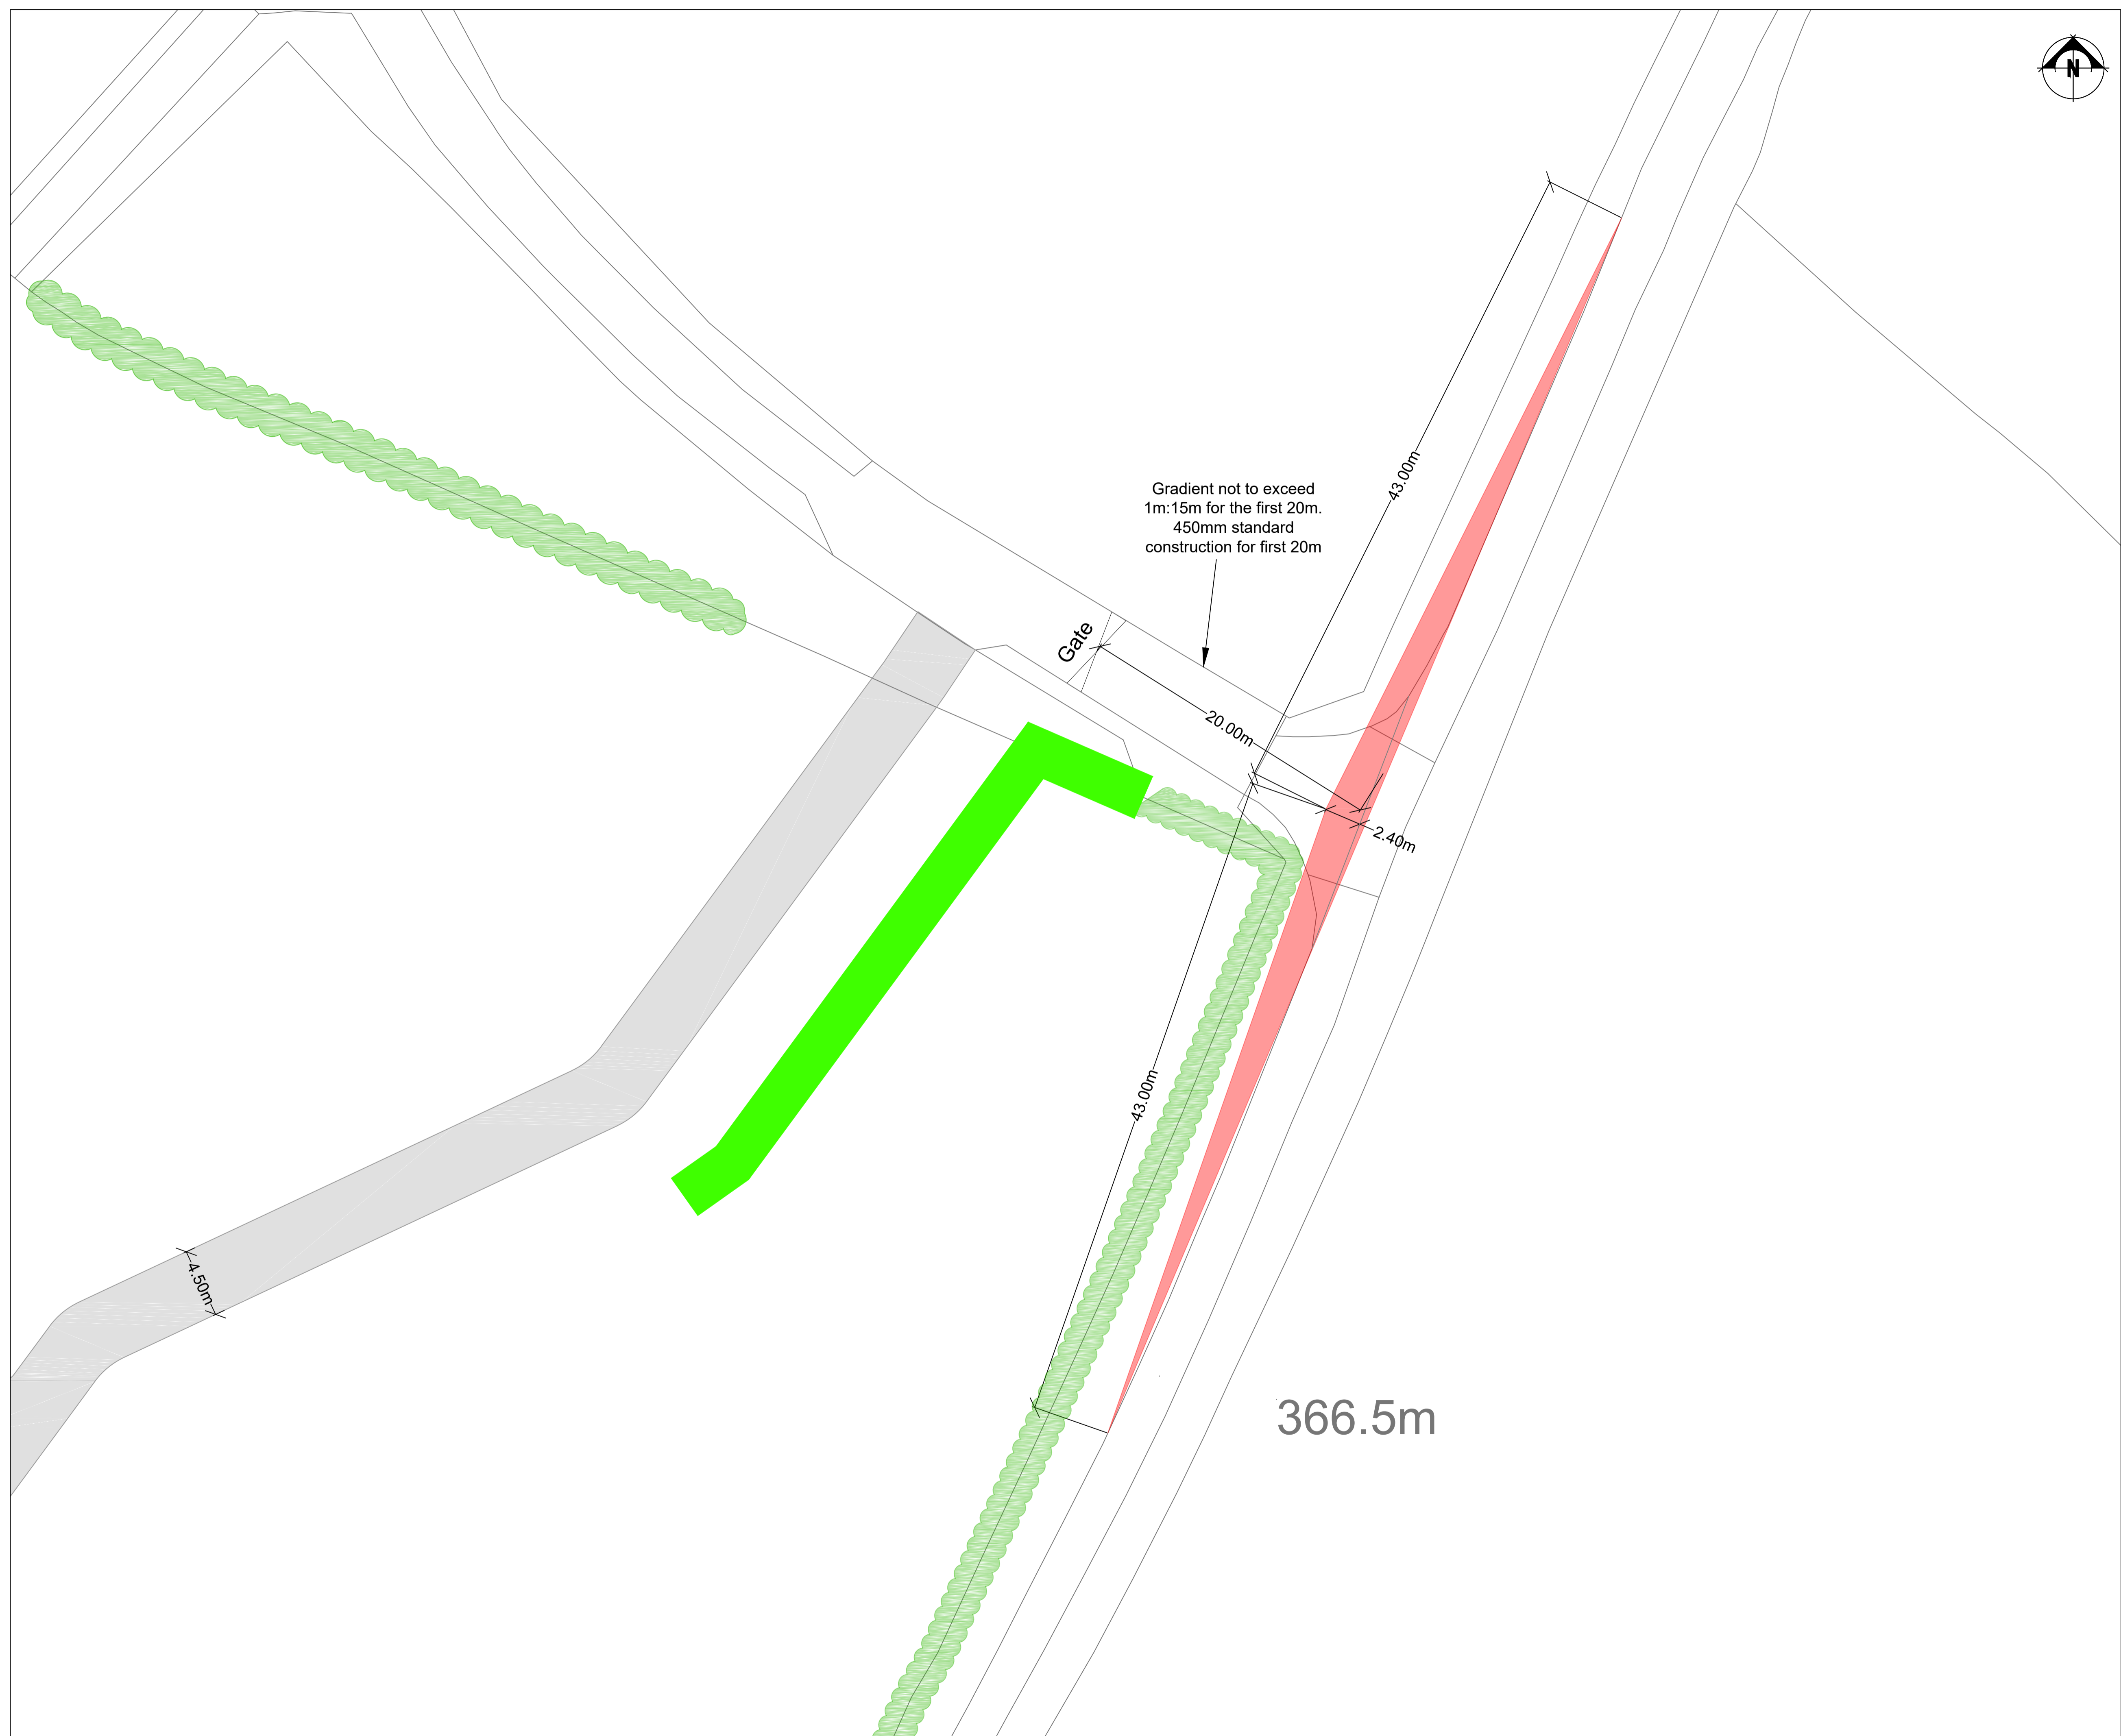 N
43.00m
Gradient not to exceed
1m:15m for the first 20m.
450mm standard
construction for first 20m
Gate
20.00m
2.40m
43.00m
4.50m
366.5m